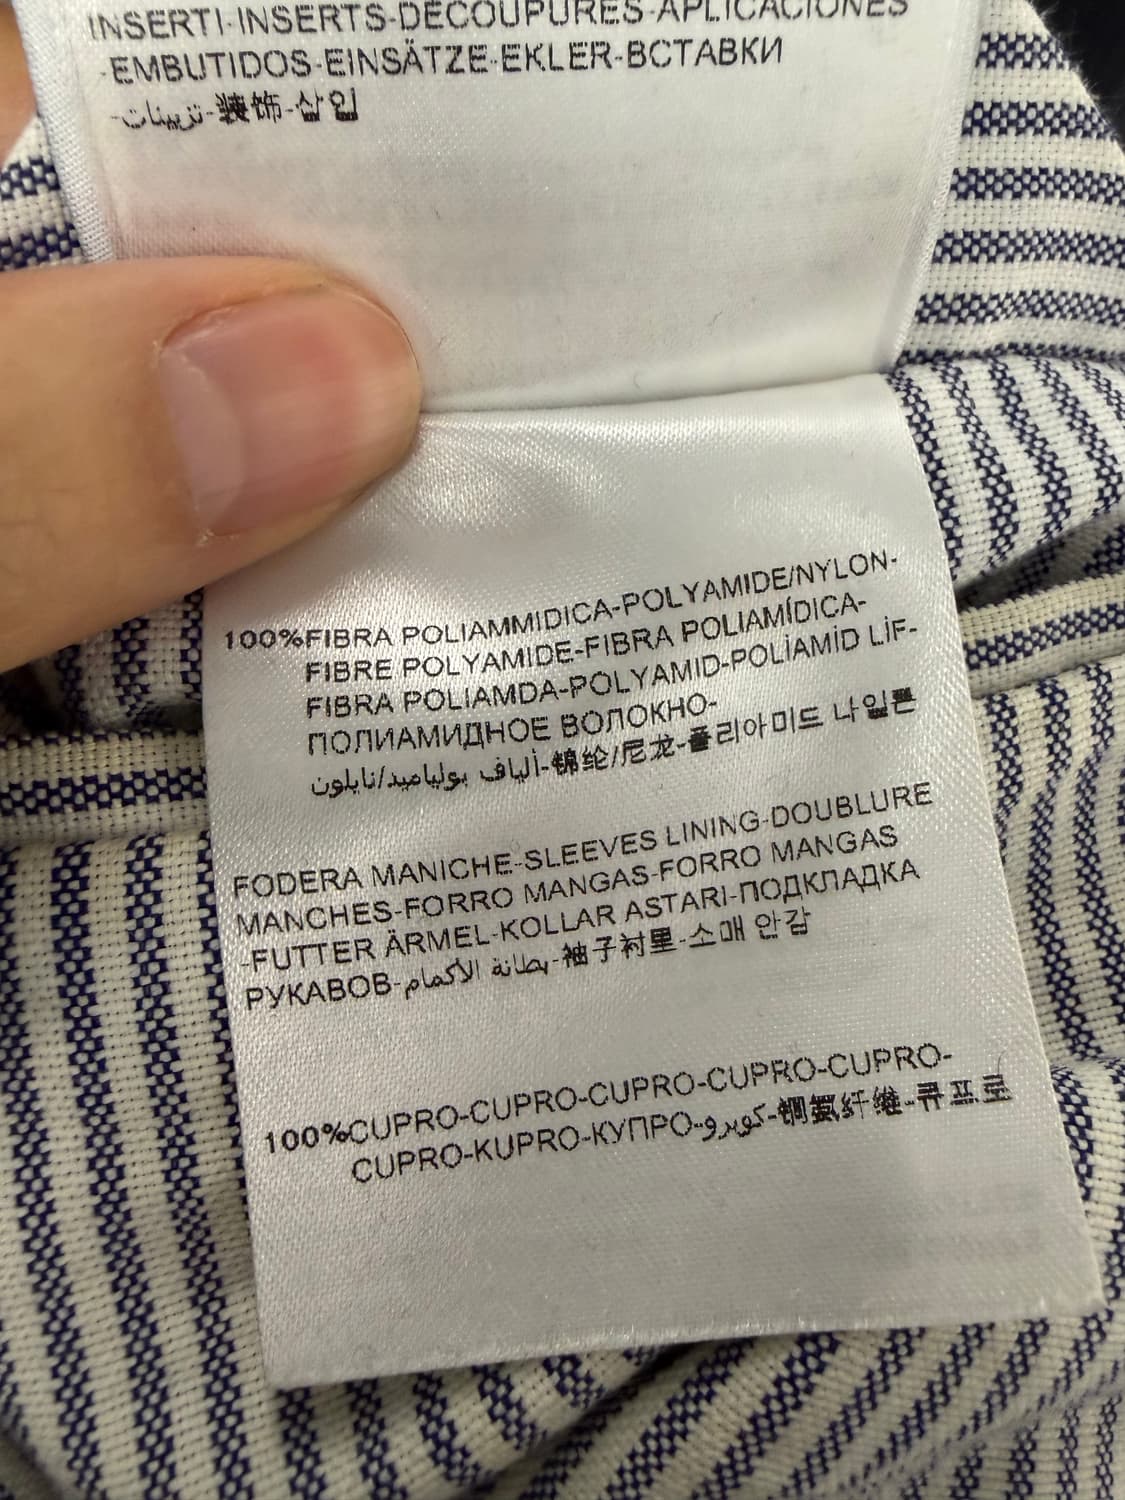 INSERTI-INSERTS-DÉCOUPURES-APLICACIONES
-EMBUTIDOS-EINSÄTZE-EKLER-ВСТАВКИ
-تزيينات-装饰-삽입
100%FIBRA POLIAMMIDICA-POLYAMIDE/NYLON-
FIBRE POLYAMIDE-FIBRA POLIAMÍDICA-
FIBRA POLIAMDA-POLYAMID-POLİAMİD LİF-
ПОЛИАМИДНОЕ ВОЛОКНО-
ألياف بولياميد/نايلون-锦纶/尼龙-폴리아미드 나일론
FODERA MANICHE-SLEEVES LINING-DOUBLURE
MANCHES-FORRO MANGAS-FORRO MANGAS
-FUTTER ÄRMEL-KOLLAR ASTARI-ПОДКЛАДКА
РУКАВОВ-بطانة الأكمام-袖子衬里-소매 안감
100%CUPRO-CUPRO-CUPRO-CUPRO-
CUPRO-KUPRO-КУПРО-كوبرو-铜氨纤维-큐프로